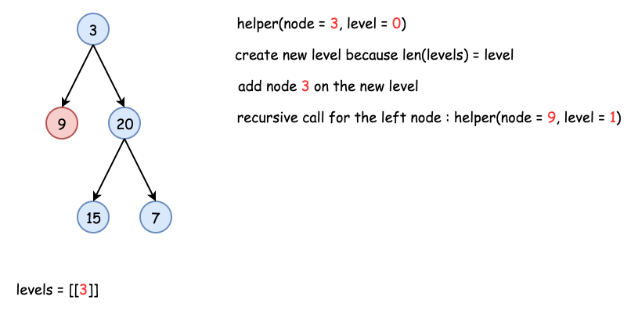 3
helper(node = 3, level = 0)
create new level because len(levels) = level
add node 3 on the new level
recursive call for the left node : helper(node = 9, level = 1)
9
20
15
7
levels = [[3]]